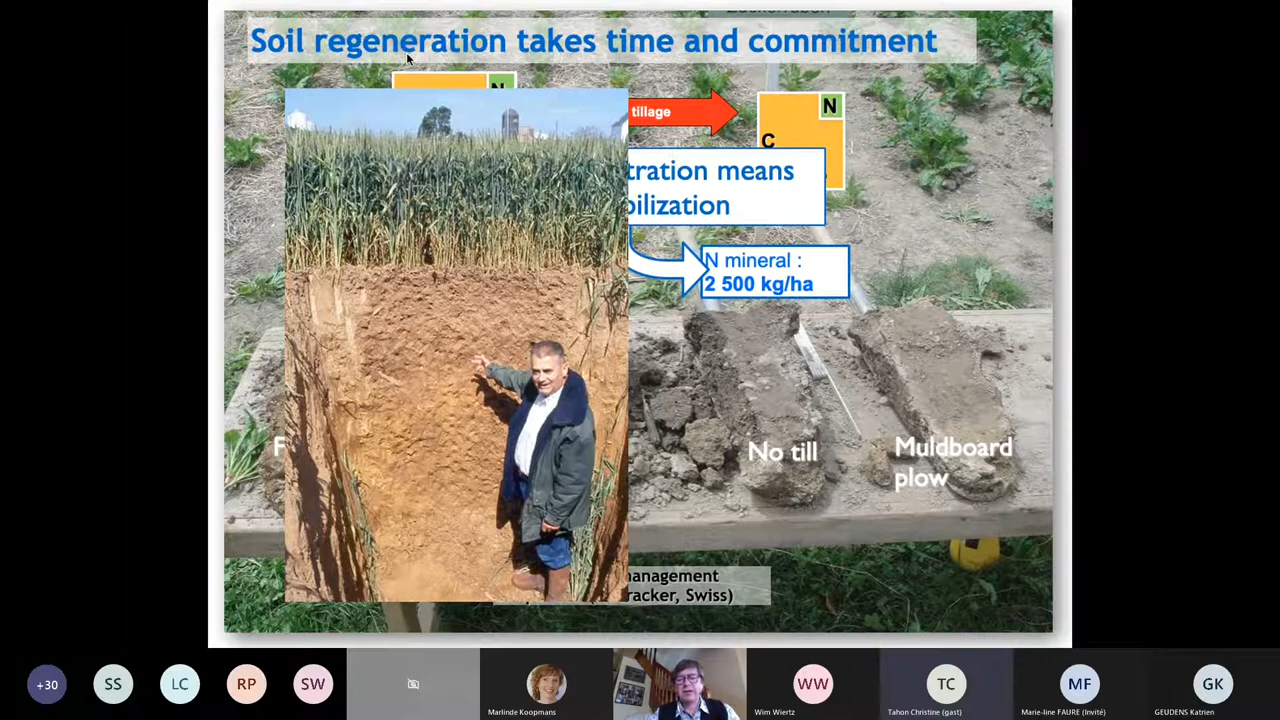 Soil regeneration takes time and commitment
N
tillage
N
C
tration means
bilization
N mineral :
2 500 kg/ha
F
No till
Muldboard
plow
anagement
racker, Swiss)
+30
SS
LC
RP
SW
Marlinde Koopmans
WW
Wim Wiertz
TC
Tahon Christine (gast)
MF
Marie-line FAURE (Invité)
GK
GEUDENS Katrien